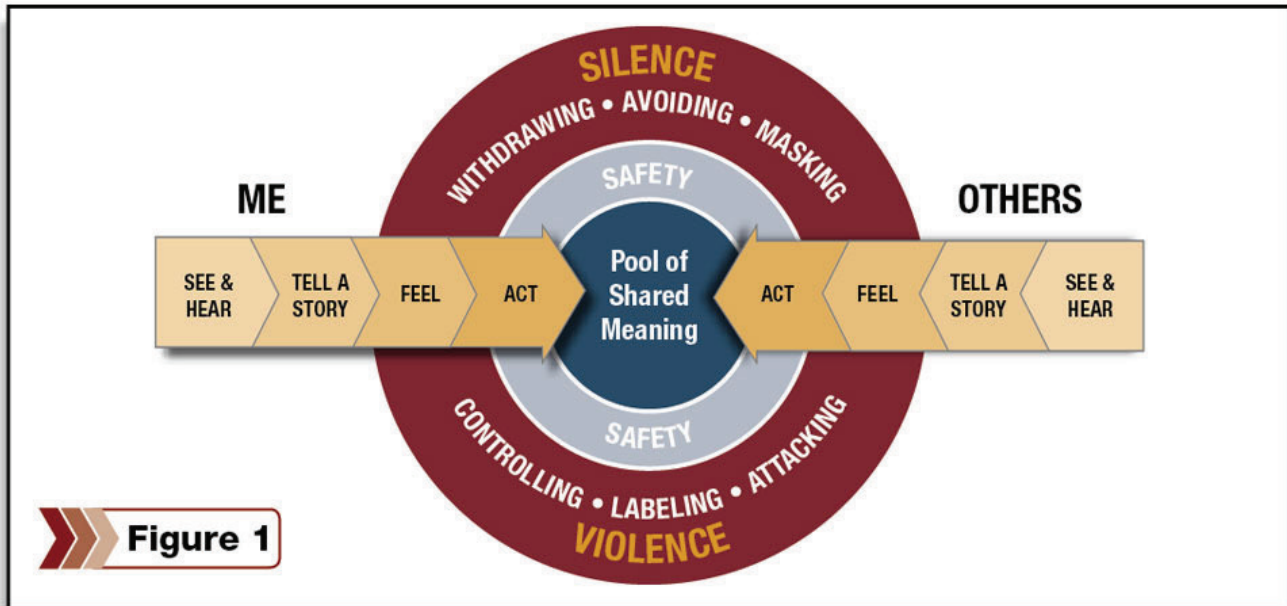 SILENCE
WITHDRAWING • AVOIDING • MASKING
SAFETY
ME
OTHERS
SEE &
HEAR
TELL A
STORY
FEEL
ACT
Pool of
Shared
Meaning
ACT
FEEL
TELL A
STORY
SEE &
HEAR
SAFETY
CONTROLLING • LABELING • ATTACKING
VIOLENCE
Figure 1